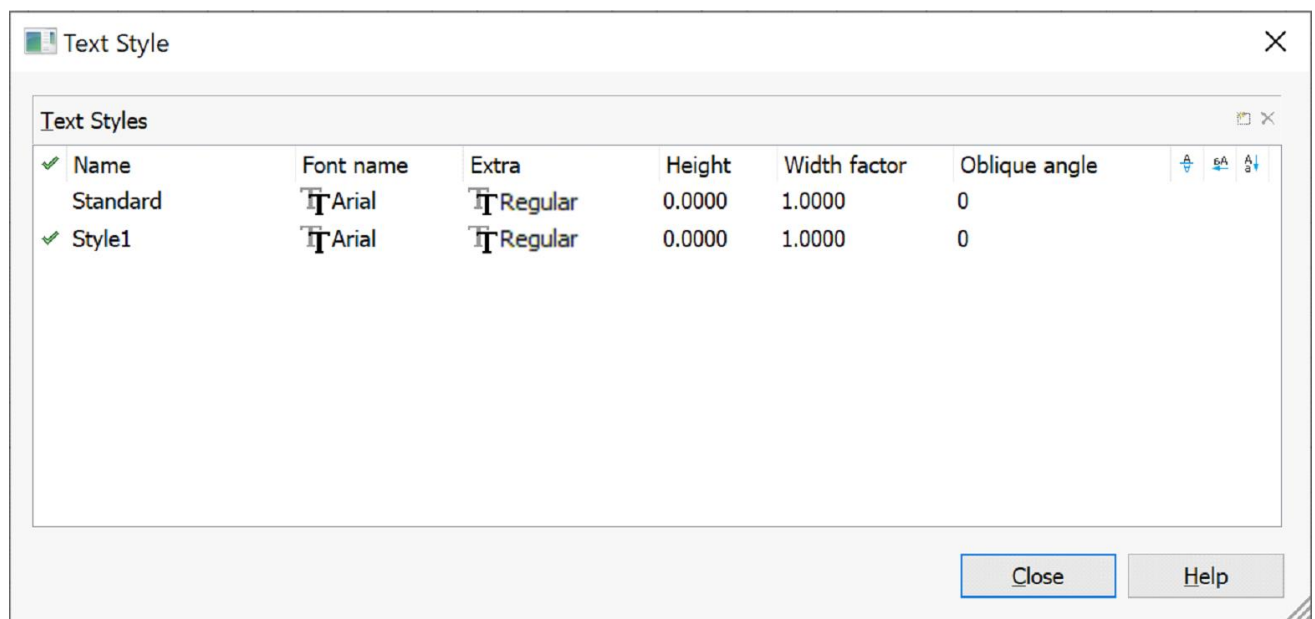 Text Style
Text Styles
Name Font name Extra Height Width factor Oblique angle
Standard Arial Regular 0.0000 1.0000 0
Style1 Arial Regular 0.0000 1.0000 0
Close Help